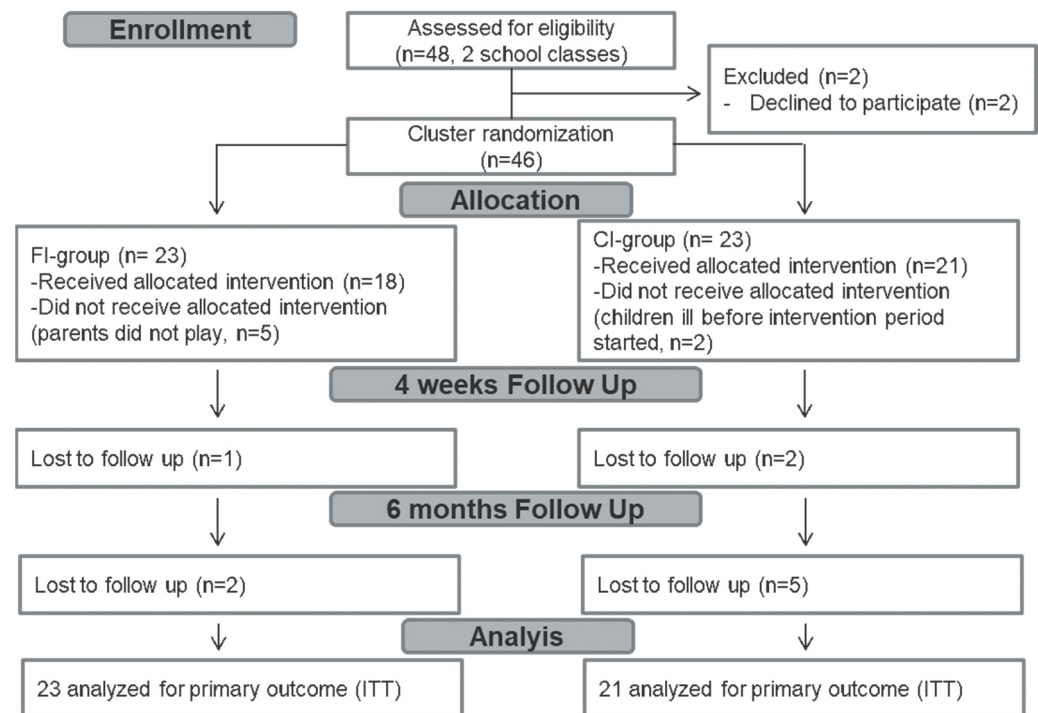 Enrollment
Assessed for eligibility
(n=48, 2 school classes)
Excluded (n=2)
- Declined to participate (n=2)
Cluster randomization
(n=46)
Allocation
FI-group (n= 23)
-Received allocated intervention (n=18)
-Did not receive allocated intervention
(parents did not play, n=5)
CI-group (n= 23)
-Received allocated intervention (n=21)
-Did not receive allocated intervention
(children ill before intervention period
started, n=2)
4 weeks Follow Up
Lost to follow up (n=1)
Lost to follow up (n=2)
6 months Follow Up
Lost to follow up (n=2)
Lost to follow up (n=5)
Analyis
23 analyzed for primary outcome (ITT)
21 analyzed for primary outcome (ITT)